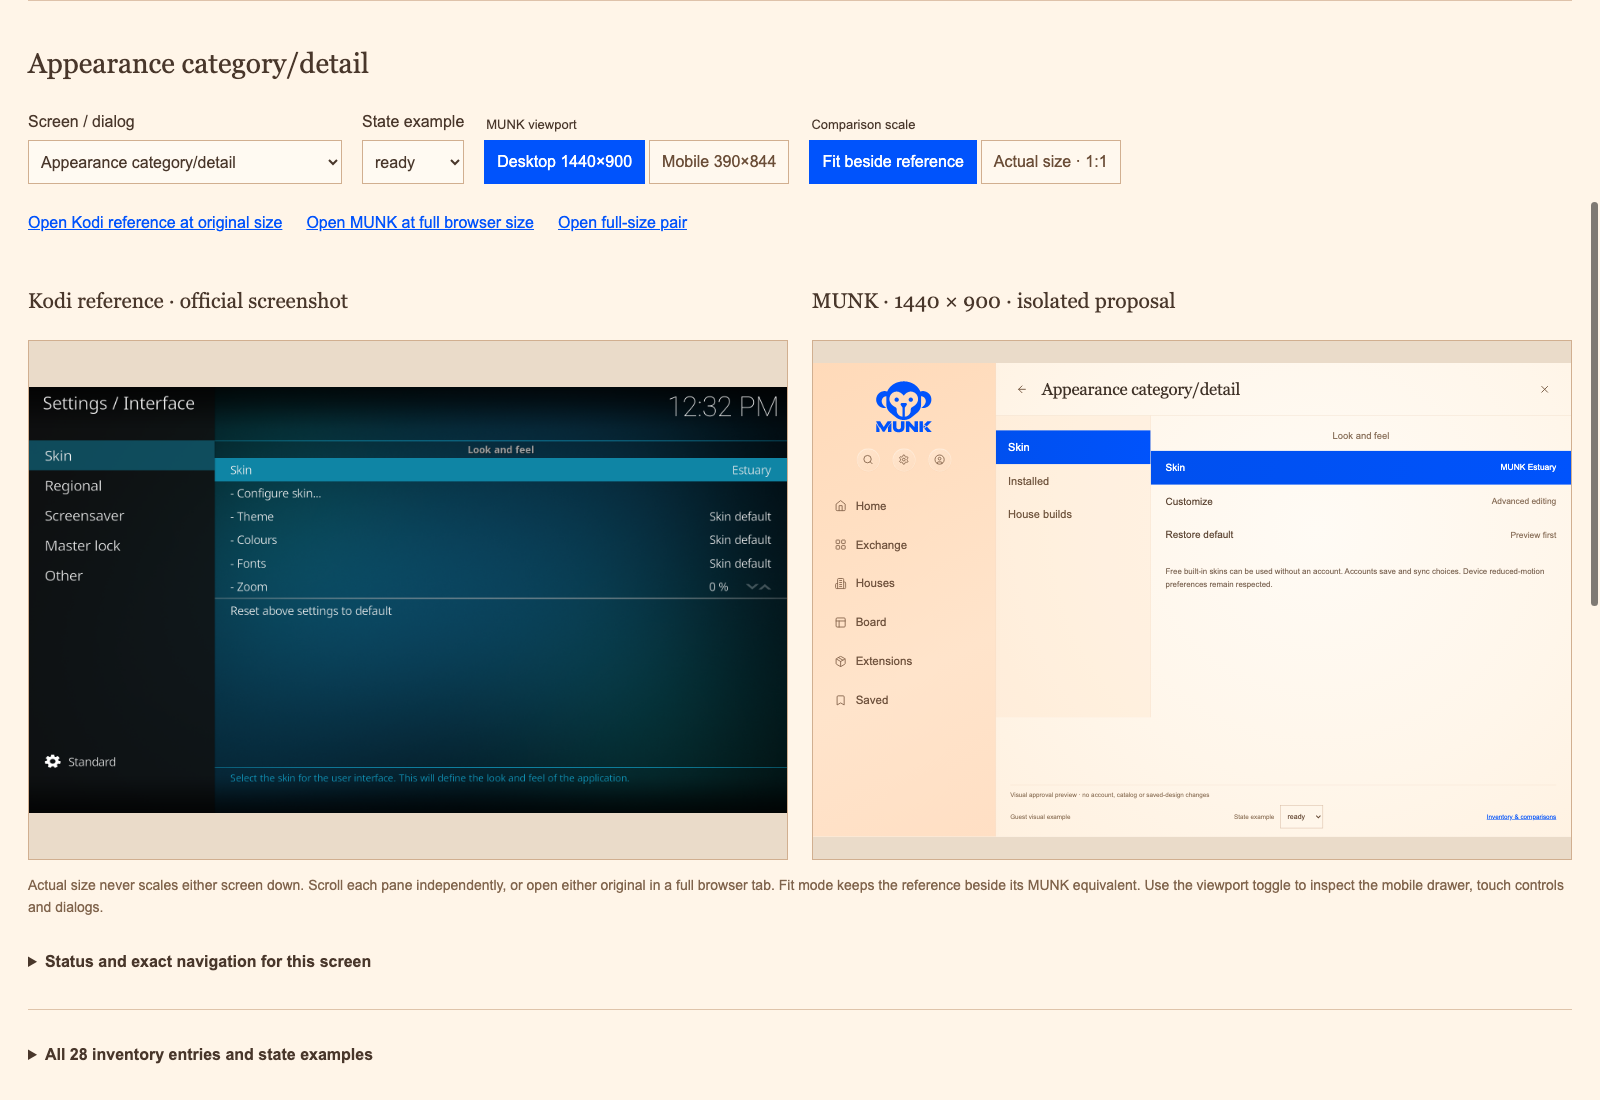 Appearance category/detail
Screen / dialog
State example
MUNK viewport
Comparison scale
Appearance category/detail
ready
Desktop 1440×900
Mobile 390×844
Fit beside reference
Actual size · 1:1
Open Kodi reference at original size
Open MUNK at full browser size
Open full-size pair
Kodi reference · official screenshot
Settings / Interface
12:32 PM
Skin
Regional
Screensaver
Master lock
Other
Standard
Look and feel
Skin Estuary
- Configure skin...
- Theme Skin default
- Colours Skin default
- Fonts Skin default
- Zoom 0 %
Reset above settings to default
Select the skin for the user interface. This will define the look and feel of the application.
MUNK · 1440 × 900 · isolated proposal
MUNK
Home
Exchange
Houses
Board
Extensions
Saved
Appearance category/detail
Skin
Installed
House builds
Look and feel
Skin MUNK Estuary
Customize Advanced editing
Restore default Preview first
Free built-in skins can be used without an account. Accounts save and sync choices. Device reduced-motion
preferences remain respected.
Visual approval preview · no account, catalog or saved-design changes
Guest visual example
State example
ready
Inventory & comparisons
Actual size never scales either screen down. Scroll each pane independently, or open either original in a full browser tab. Fit mode keeps the reference beside its MUNK equivalent. Use the viewport toggle to inspect the mobile drawer, touch controls
and dialogs.
Status and exact navigation for this screen
All 28 inventory entries and state examples